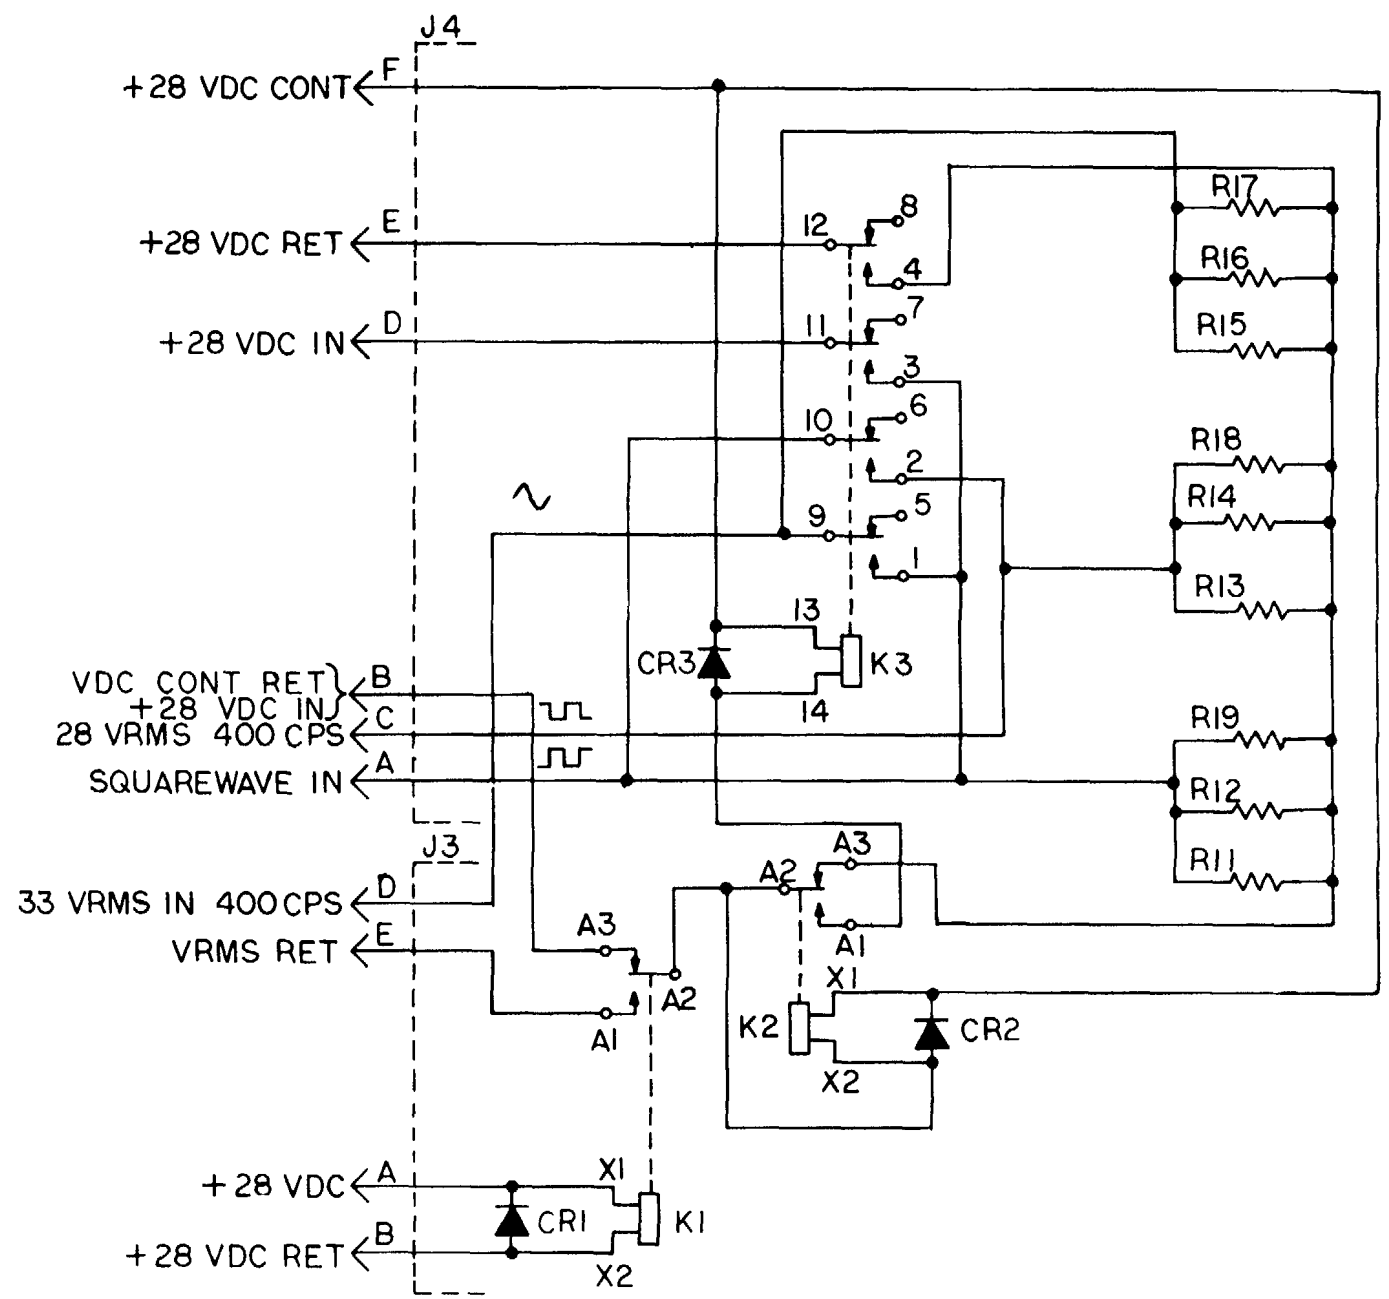 J4
+28 VDC CONT F
R17
8
12
E
+28 VDC RET
4
R16
7
D
11
R15
+28 VDC IN
3
6
10
R18
2
R14
5
9
1
R13
13
CR3
K3
VDC CONT RET B
+28 VDC IN
14
C
28 VRMS 400 CPS
R19
A
SQUAREWAVE IN
R12
J3
A3
R11
A2
D
33 VRMS IN 400 CPS
A3
E
VRMS RET
A1
X1
A2
K2
CR2
A1
X2
A
+28 VDC
X1
CR1
K1
B
+28 VDC RET
X2